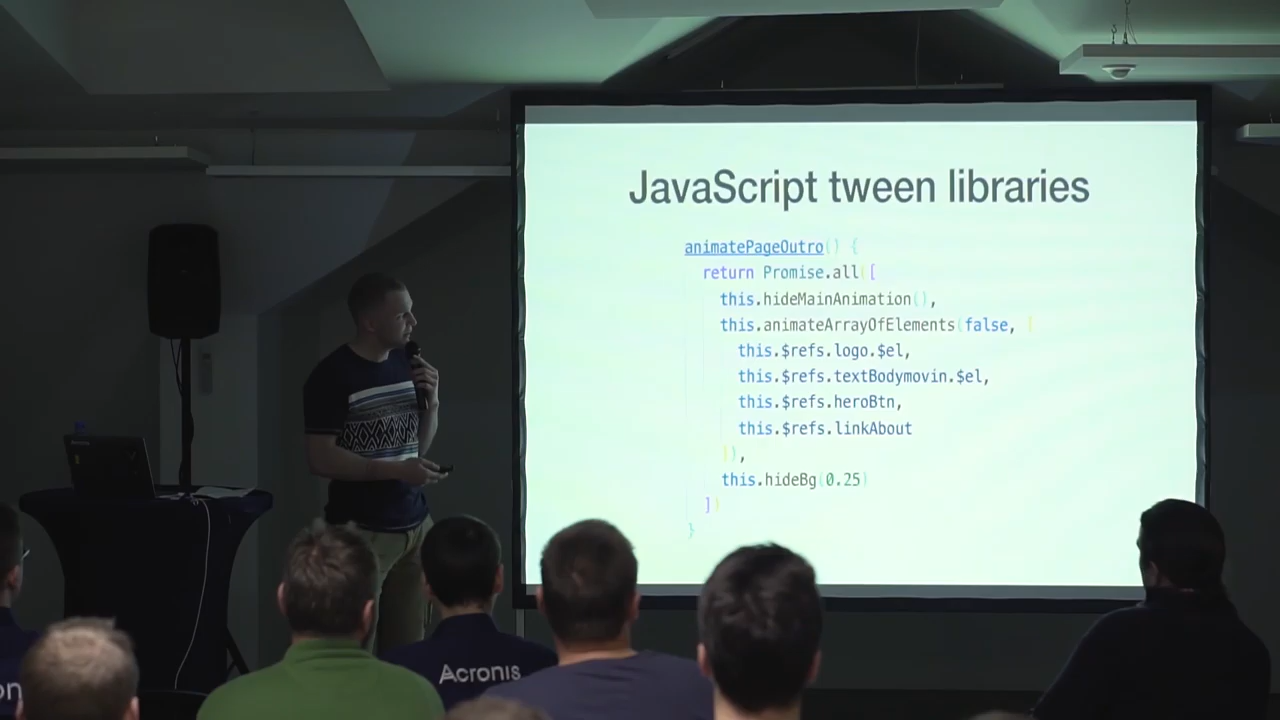 JavaScript tween libraries
animatePageOutro() {
return Promise.all([
this.hideMainAnimation(),
this.animateArrayOfElements(false, [
this.$refs.logo.$el,
this.$refs.textBodymovin.$el,
this.$refs.heroBtn,
this.$refs.linkAbout
]),
this.hideBg(0.25)
])
}
Acronis